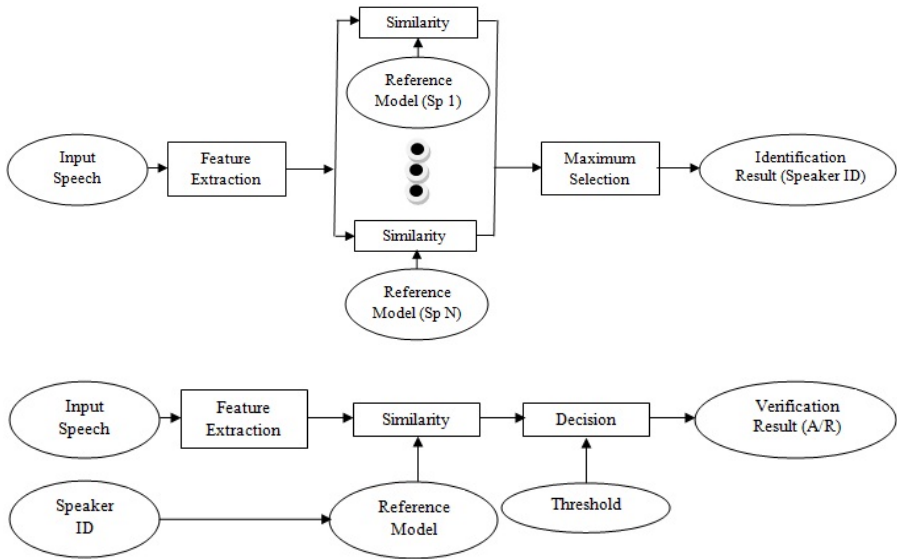 Similarity
Reference
Model (Sp 1)
Input
Speech
Feature
Extraction
Maximum
Selection
Identification
Result (Speaker ID)
Similarity
Reference
Model (Sp N)
Input
Speech
Feature
Extraction
Similarity
Decision
Verification
Result (A/R)
Speaker
ID
Reference
Model
Threshold